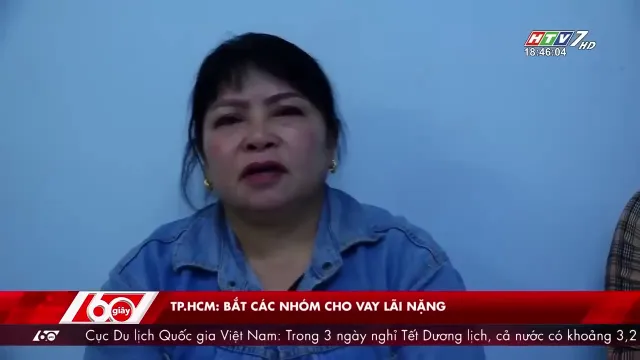 HTV7 HD
18:46:04
60 giây
TP.HCM: BẮT CÁC NHÓM CHO VAY LÃI NẶNG
60 Cục Du lịch Quốc gia Việt Nam: Trong 3 ngày nghỉ Tết Dương lịch, cả nước có khoảng 3,2